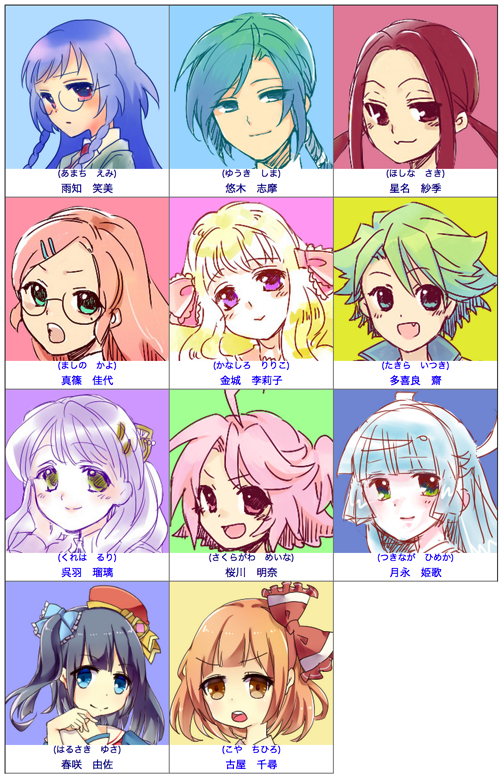 (あまち えみ)
雨知 笑美
(ゆうき しま)
悠木 志摩
(ほしな さき)
星名 紗季
(ましの かよ)
真篠 佳代
(かなしろ りりこ)
金城 李莉子
(たきら いつき)
多喜良 齋
(くれは るり)
呉羽 瑠璃
(さくらがわ めいな)
桜川 明奈
(つきなが ひめか)
月永 姫歌
(はるさき ゆさ)
春咲 由佐
(こや ちひろ)
古屋 千尋